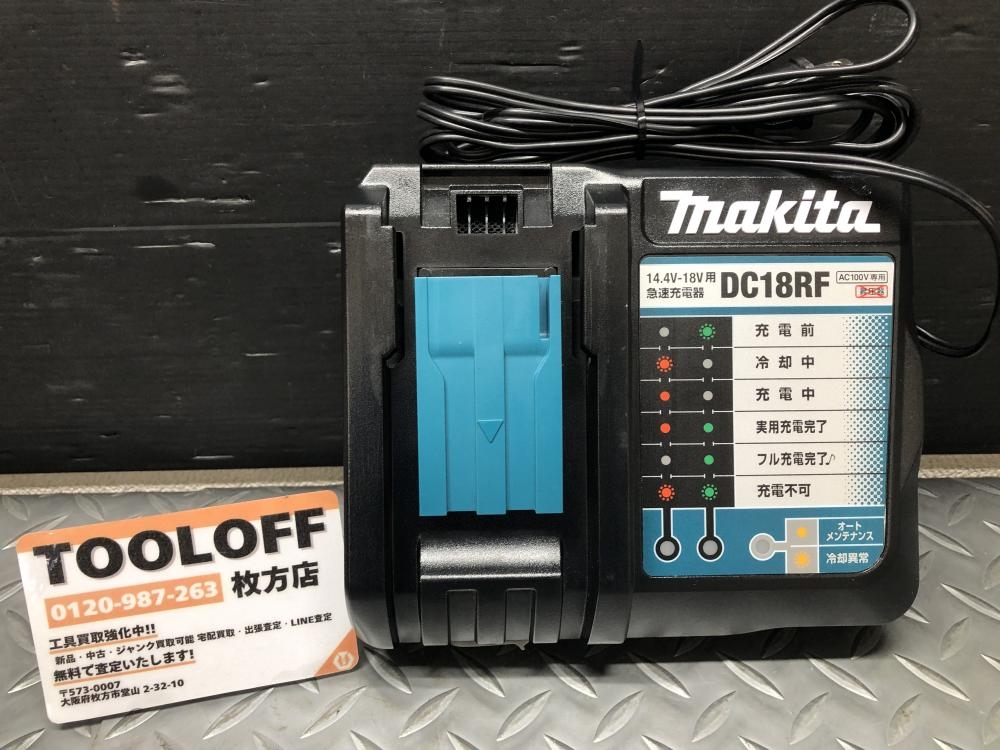 makita
14.4V-18V用
急速充電器
DC18RF
AC100V専用
昇圧器
充電前
冷却中
充電中
実用充電完了
フル充電完了♪
充電不可
オート
メンテナンス
冷却異常
TOOLOFF
0120-987-263
枚方店
工具買取強化中!!
新品・中古・ジャンク買取可能 宅配買取・出張査定・LINE査定
無料で査定いたします!
〒573-0007
大阪府枚方市堂山 2-32-10